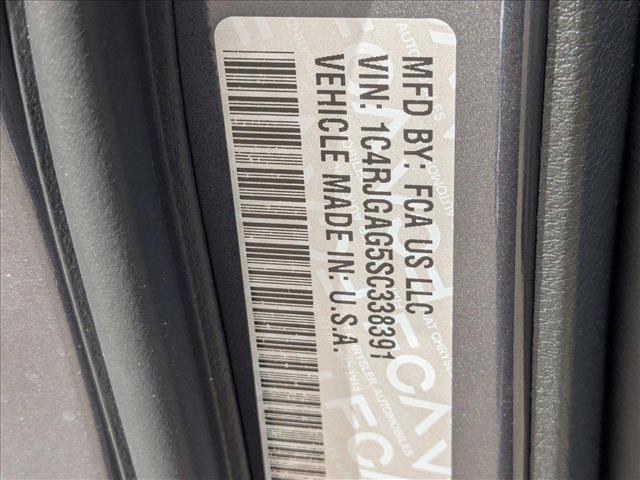 MFD BY: FCA US LLC
VIN: 1C4RJGAG5SC338391
VEHICLE MADE IN: U.S.A.